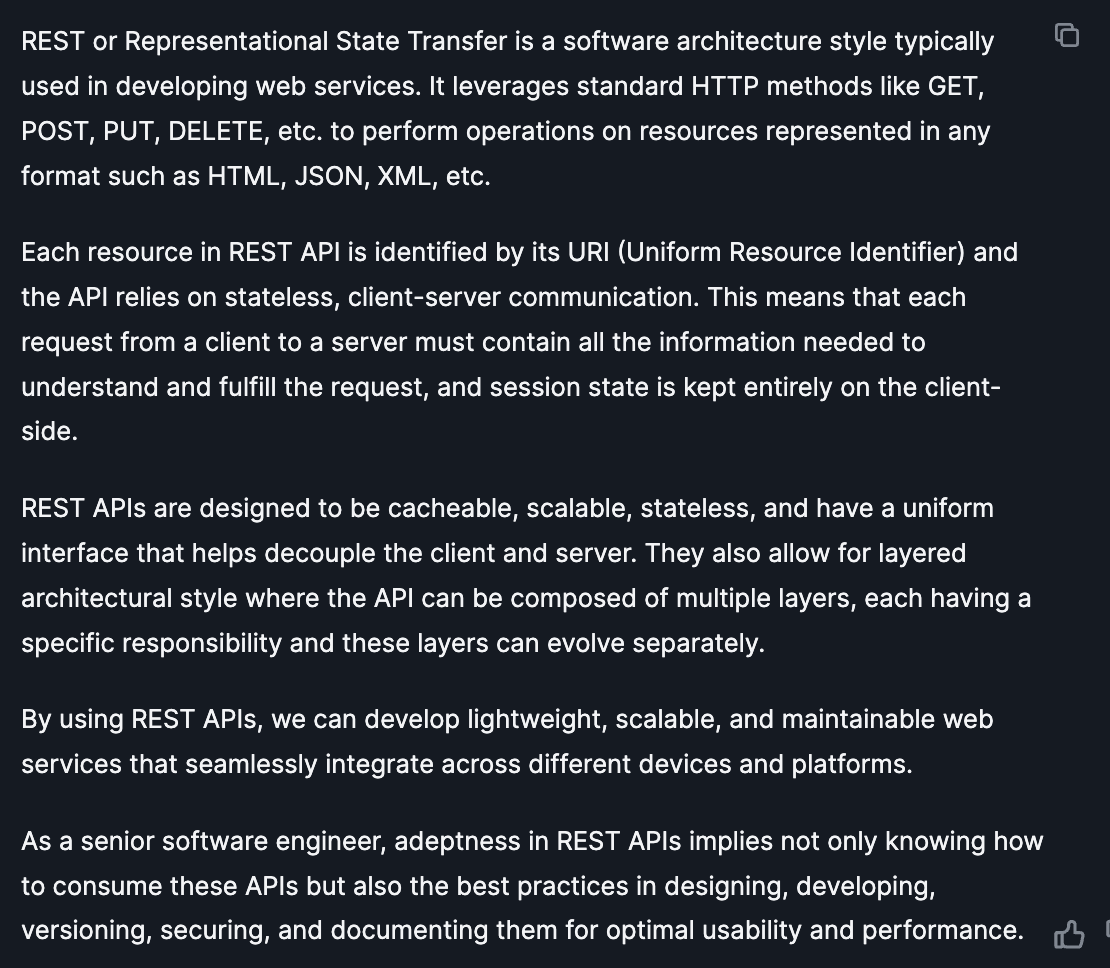 REST or Representational State Transfer is a software architecture style typically
used in developing web services. It leverages standard HTTP methods like GET,
POST, PUT, DELETE, etc. to perform operations on resources represented in any
format such as HTML, JSON, XML, etc.
Each resource in REST API is identified by its URI (Uniform Resource Identifier) and
the API relies on stateless, client-server communication. This means that each
request from a client to a server must contain all the information needed to
understand and fulfill the request, and session state is kept entirely on the client-
side.
REST APIs are designed to be cacheable, scalable, stateless, and have a uniform
interface that helps decouple the client and server. They also allow for layered
architectural style where the API can be composed of multiple layers, each having a
specific responsibility and these layers can evolve separately.
By using REST APIs, we can develop lightweight, scalable, and maintainable web
services that seamlessly integrate across different devices and platforms.
As a senior software engineer, adeptness in REST APIs implies not only knowing how
to consume these APIs but also the best practices in designing, developing,
versioning, securing, and documenting them for optimal usability and performance.